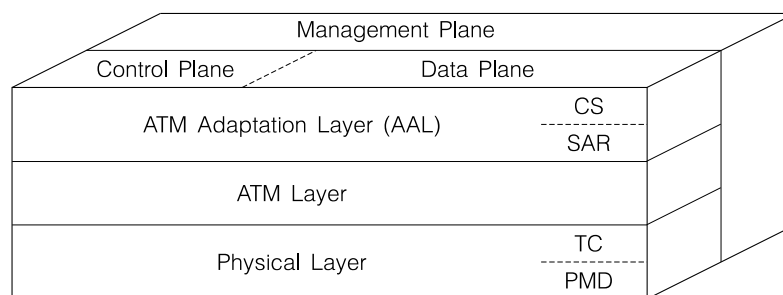 Management Plane
Control Plane
Data Plane
ATM Adaptation Layer (AAL)
CS
SAR
ATM Layer
Physical Layer
TC
PMD